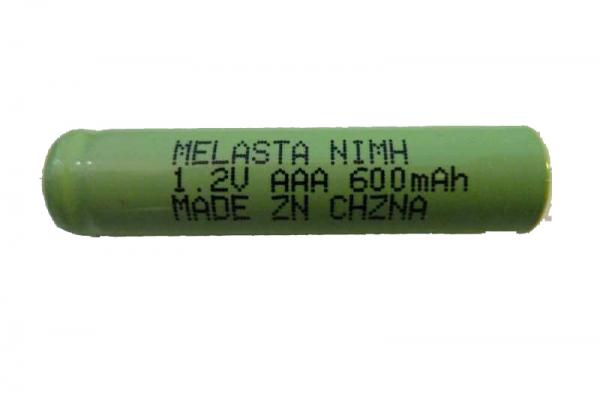 MELASTA NIMH
1.2V AAA 600mAh
MADE ZN CHZNA